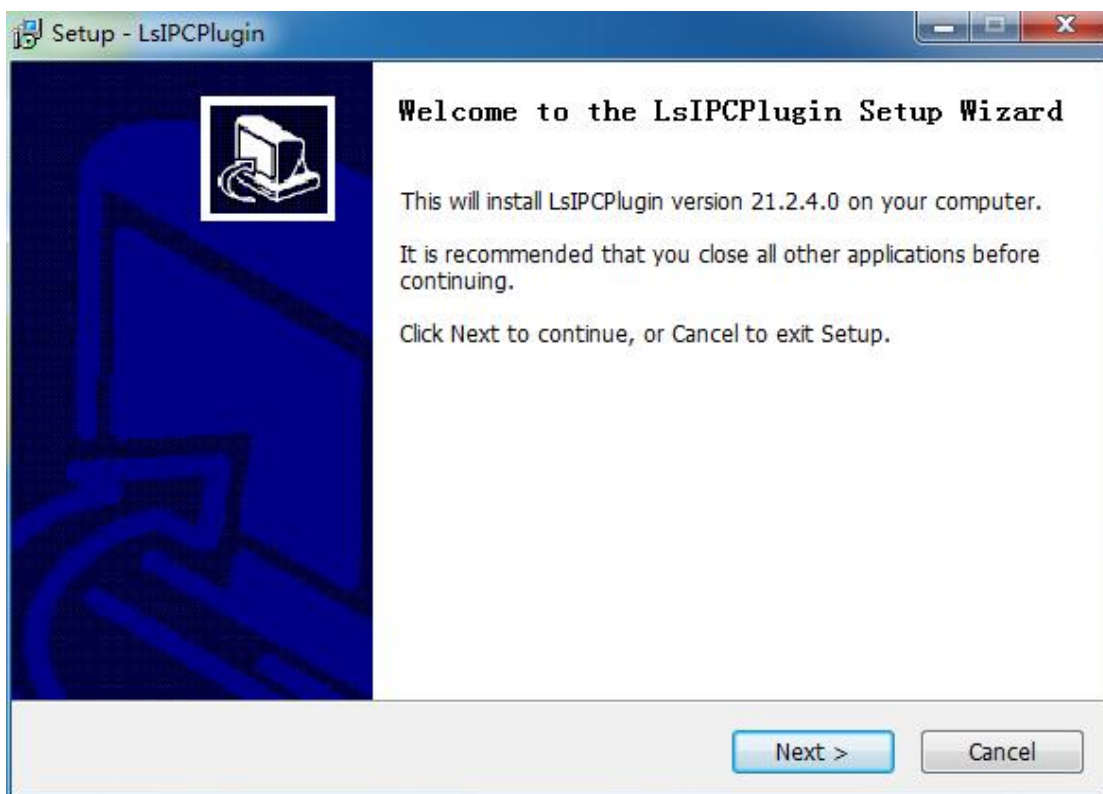 Setup - LsIPCPlugin
Welcome to the LsIPCPlugin Setup Wizard
This will install LsIPCPlugin version 21.2.4.0 on your computer.
It is recommended that you close all other applications before
continuing.
Click Next to continue, or Cancel to exit Setup.
Next >
Cancel